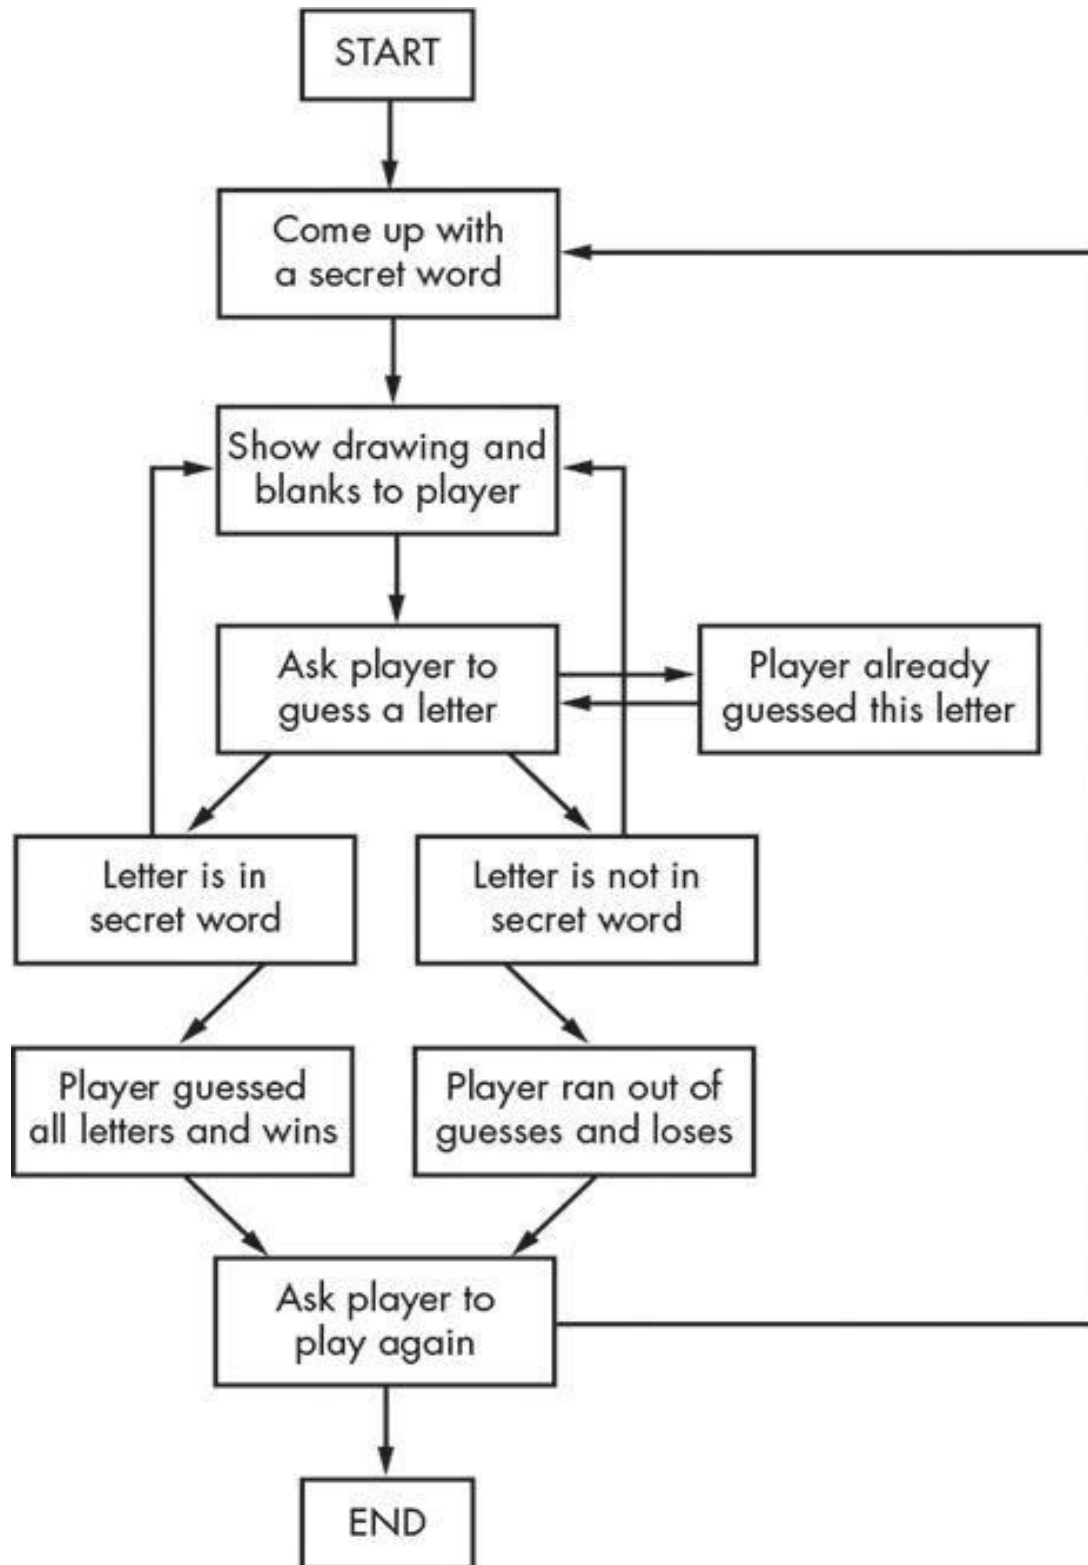 START
Come up with
a secret word
Show drawing and
blanks to player
Ask player to
guess a letter
Player already
guessed this letter
Letter is in
secret word
Letter is not in
secret word
Player guessed
all letters and wins
Player ran out of
guesses and loses
Ask player to
play again
END